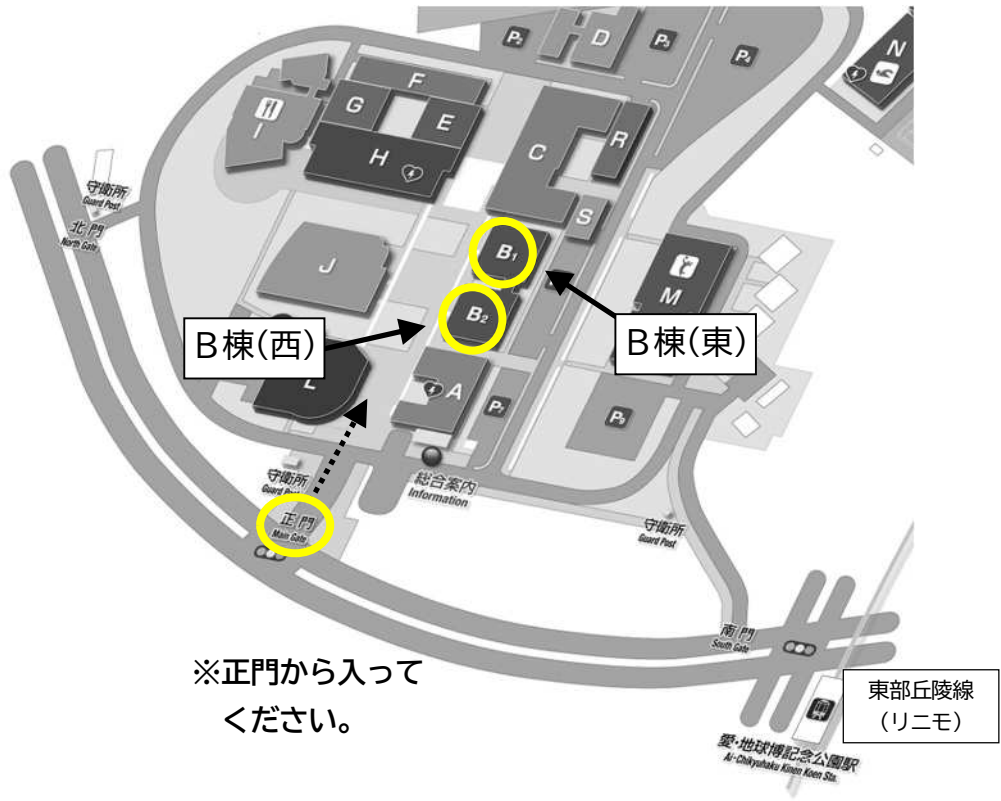 P₂
D
P₃
P₄
N
F
G
E
I
H
C
R
S
守衛所
Guard Post
北門
North Gate
J
B₁
M
B₂
B棟(西)
B棟(東)
L
A
P₉
総合案内
Information
守衛所
Guard Post
正門
Main Gate
守衛所
Guard Post
南門
South Gate
※正門から入って
ください。
東部丘陵線
(リニモ)
愛・地球博記念公園駅
Ai-Chikyuhaku Kinen Koen Sta.